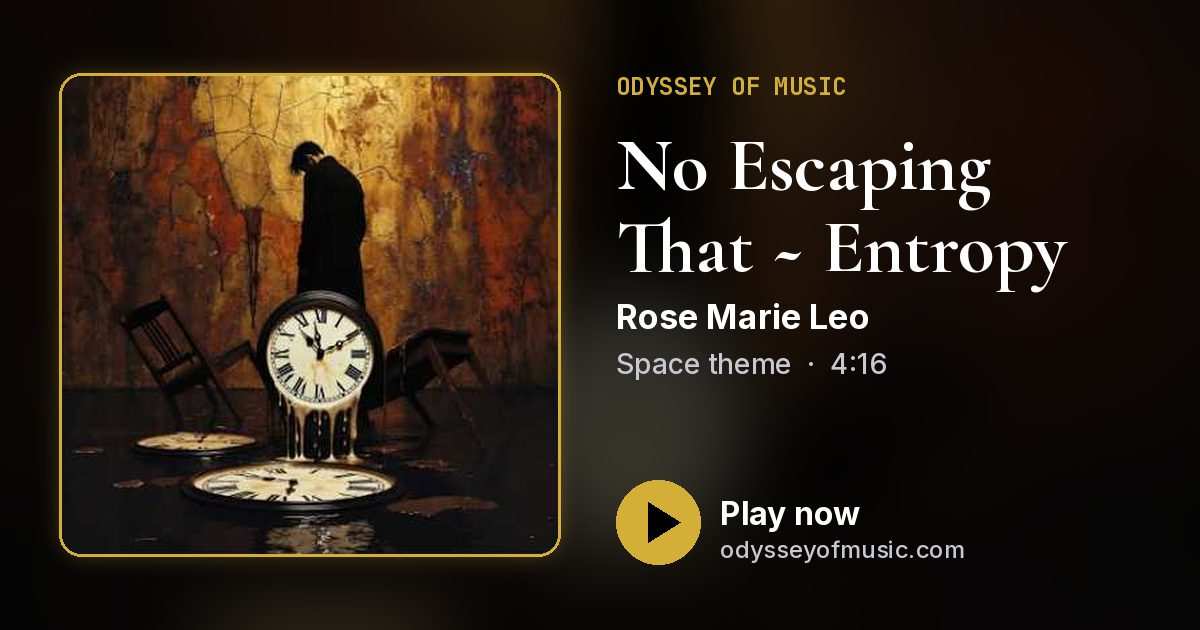 ODYSSEY OF MUSIC
No Escaping
That ~ Entropy
Rose Marie Leo
Space theme · 4:16
Play now
odysseyofmusic.com